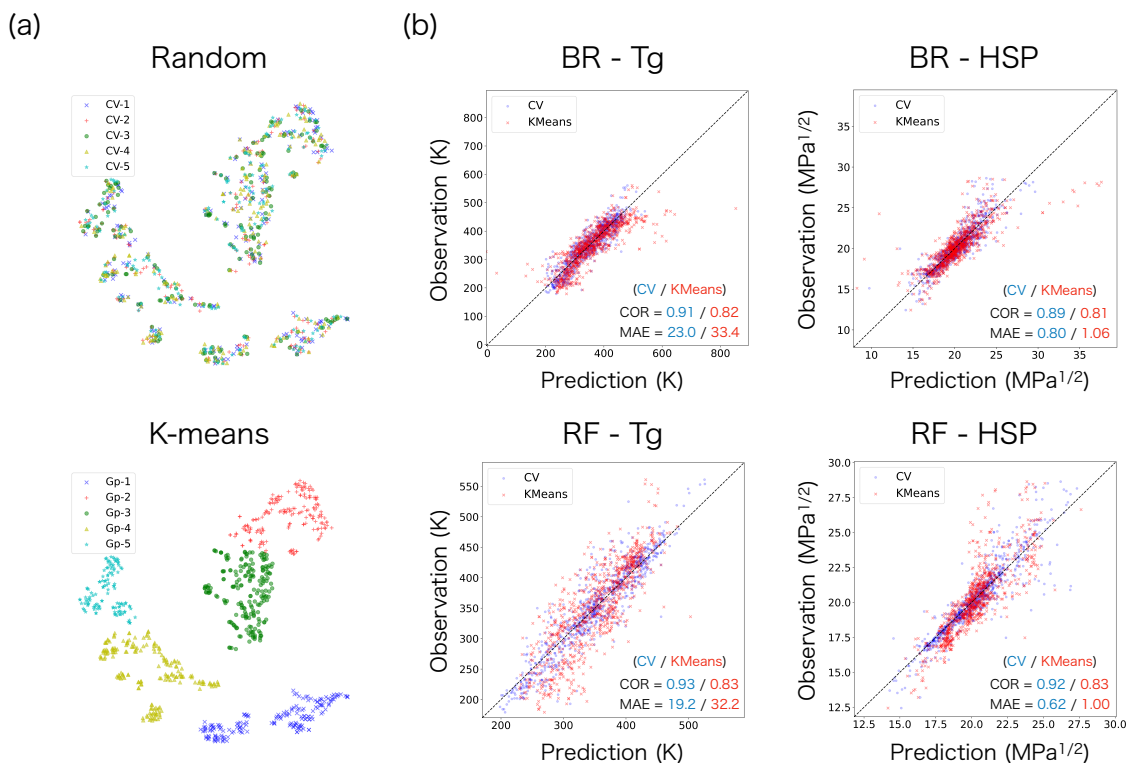 (a)
Random
CV-1
CV-2
CV-3
CV-4
CV-5
K-means
Gp-1
Gp-2
Gp-3
Gp-4
Gp-5
(b)
BR - Tg
Observation (K)
800
700
600
500
400
300
200
100
0
CV
KMeans
(CV / KMeans)
COR = 0.91 / 0.82
MAE = 23.0 / 33.4
0 200 400 600 800
Prediction (K)
BR - HSP
Observation (MPa1/2)
35
30
25
20
15
10
CV
KMeans
(CV / KMeans)
COR = 0.89 / 0.81
MAE = 0.80 / 1.06
10 15 20 25 30 35
Prediction (MPa1/2)
RF - Tg
Observation (K)
550
500
450
400
350
300
250
200
CV
KMeans
(CV / KMeans)
COR = 0.93 / 0.83
MAE = 19.2 / 32.2
200 300 400 500
Prediction (K)
RF - HSP
Observation (MPa1/2)
30.0
27.5
25.0
22.5
20.0
17.5
15.0
12.5
CV
KMeans
(CV / KMeans)
COR = 0.92 / 0.83
MAE = 0.62 / 1.00
12.5 15.0 17.5 20.0 22.5 25.0 27.5 30.0
Prediction (MPa1/2)